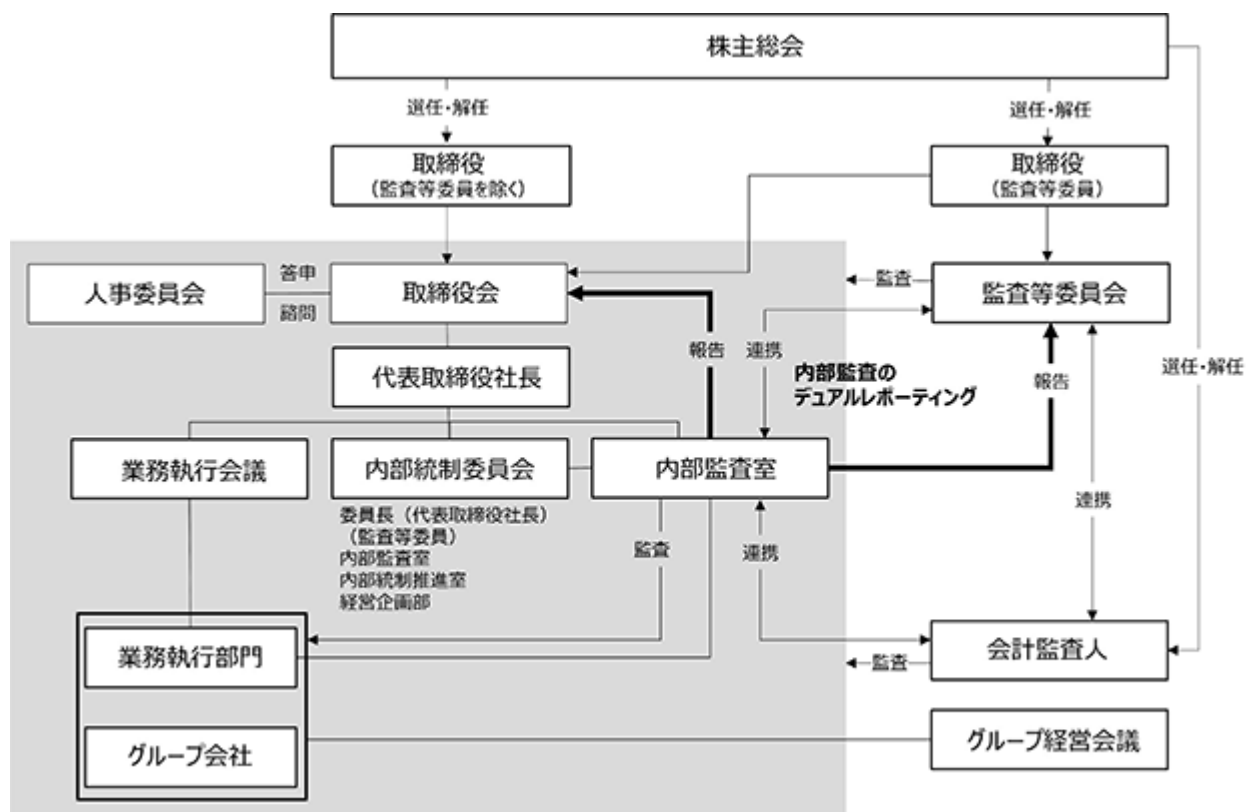 株主総会
選任・解任
選任・解任
取締役
（監査等委員を除く）
取締役
（監査等委員）
人事委員会
答申
諮問
取締役会
監査
監査等委員会
報告
連携
内部監査の
デュアルレポーティング
報告
選任・解任
代表取締役社長
業務執行会議
内部統制委員会
内部監査室
委員長（代表取締役社長）
（監査等委員）
内部監査室
内部統制推進室
経営企画部
監査
連携
連携
業務執行部門
監査
会計監査人
グループ会社
グループ経営会議